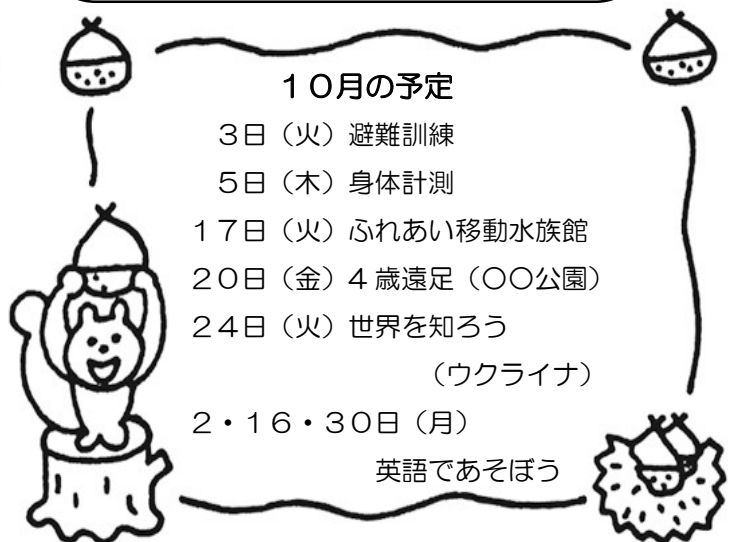 １０月の予定
３日（火）避難訓練
５日（木）身体計測
１７日（火）ふれあい移動水族館
２０日（金）４歳遠足（〇〇公園）
２４日（火）世界を知ろう
（ウクライナ）
２・１６・３０日（月）
英語であそぼう